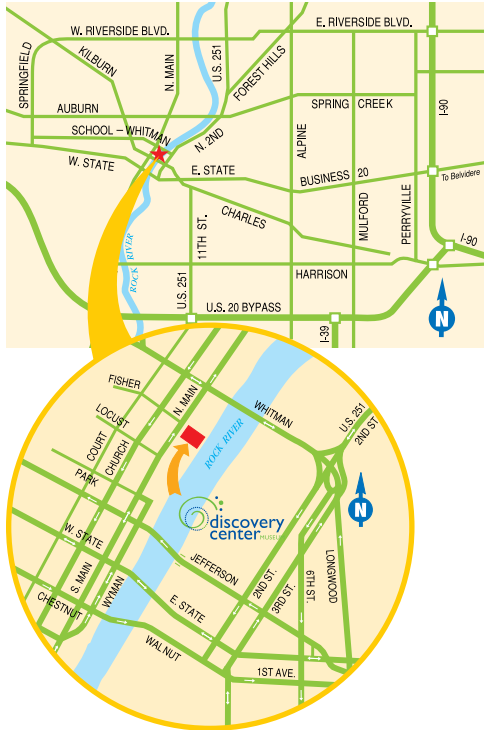 W. RIVERSIDE BLVD.
E. RIVERSIDE BLVD.
KILBURN
SPRINGFIELD
N. MAIN
U.S. 251
FOREST HILLS
I-90
AUBURN
SPRING CREEK
SCHOOL – WHITMAN
N. 2ND
ALPINE
W. STATE
E. STATE
BUSINESS 20
To Belvidere
CHARLES
MULFORD
PERRYVILLE
11TH ST.
I-90
ROCK RIVER
HARRISON
U.S. 251
U.S. 20 BYPASS
I-39
N
FISHER
N. MAIN
WHITMAN
LOCUST
COURT
CHURCH
ROCK RIVER
U.S. 251
2ND ST.
PARK
N
discovery
center MUSEUM
W. STATE
JEFFERSON
S. MAIN
WYMAN
2ND ST.
3RD ST.
6TH ST.
LONGWOOD
CHESTNUT
E. STATE
WALNUT
1ST AVE.